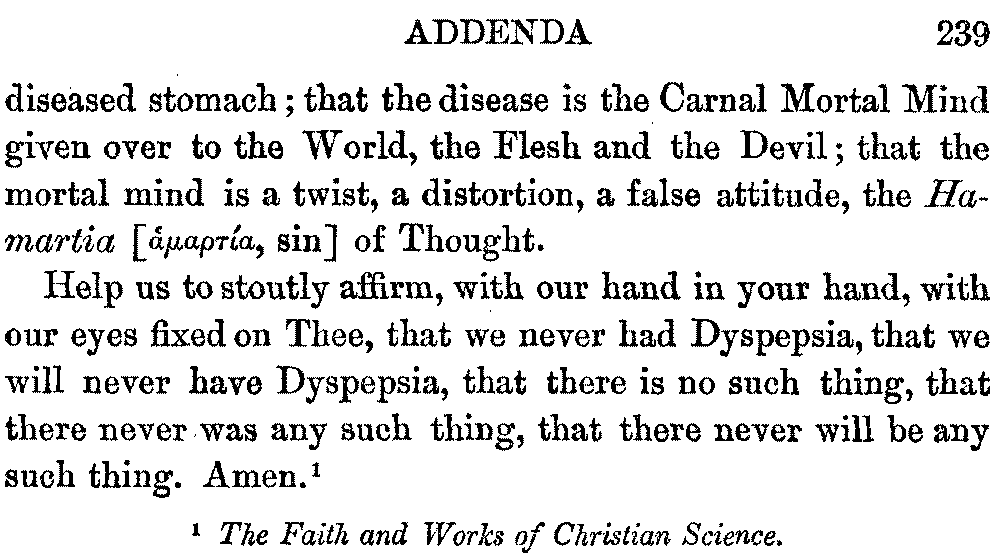 ADDENDA 239
diseased stomach; that the disease is the Carnal Mortal Mind
given over to the World, the Flesh and the Devil; that the
mortal mind is a twist, a distortion, a false attitude, the Ha-
martia [ἁμαρτία, sin] of Thought.
Help us to stoutly affirm, with our hand in your hand, with
our eyes fixed on Thee, that we never had Dyspepsia, that we
will never have Dyspepsia, that there is no such thing, that
there never was any such thing, that there never will be any
such thing. Amen.¹
¹ The Faith and Works of Christian Science.